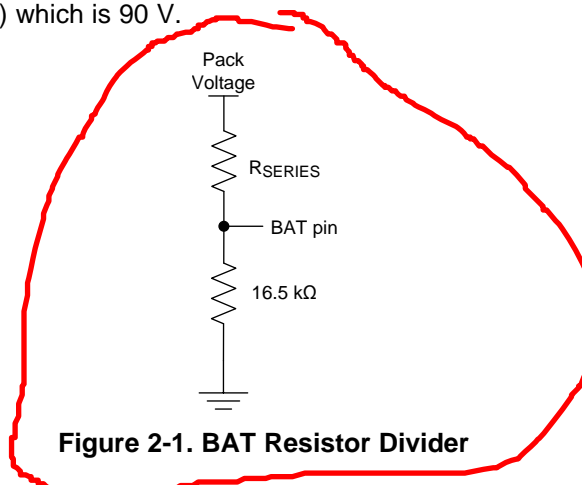 ) which is 90 V.
Pack
Voltage
RSERIES
BAT pin
16.5 kΩ
Figure 2-1. BAT Resistor Divider